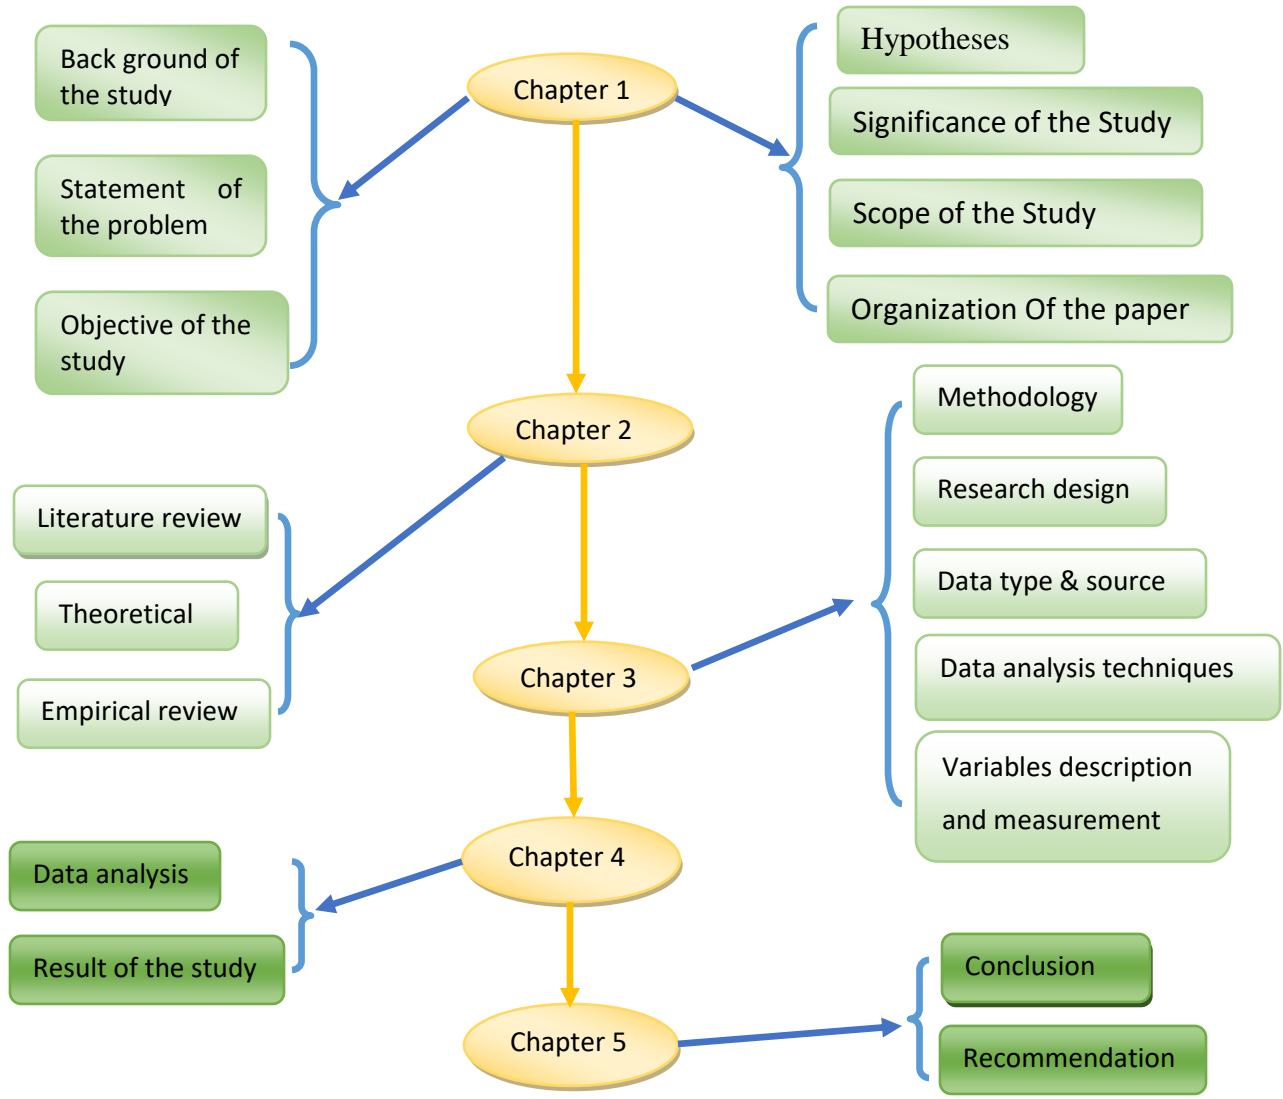 Chapter 1
Back ground of
the study
Statement of
the problem
Objective of the
study
Hypotheses
Significance of the Study
Scope of the Study
Organization Of the paper
Chapter 2
Literature review
Theoretical
Empirical review
Chapter 3
Methodology
Research design
Data type & source
Data analysis techniques
Variables description
and measurement
Chapter 4
Data analysis
Result of the study
Chapter 5
Conclusion
Recommendation